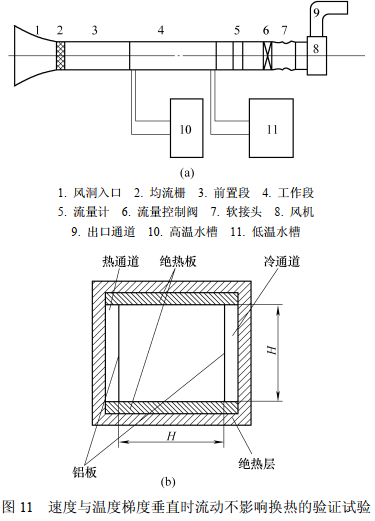 1 2 3 4 5 6 7 8 9
10 11
(a)
1. 风洞入口 2. 均流栅 3. 前置段 4. 工作段
5. 流量计 6. 流量控制阀 7. 软接头 8. 风机
9. 出口通道 10. 高温水槽 11. 低温水槽
热通道 绝热板 冷通道
H
H
铝板 绝热层
(b)
图 11 速度与温度梯度垂直时流动不影响换热的验证试验